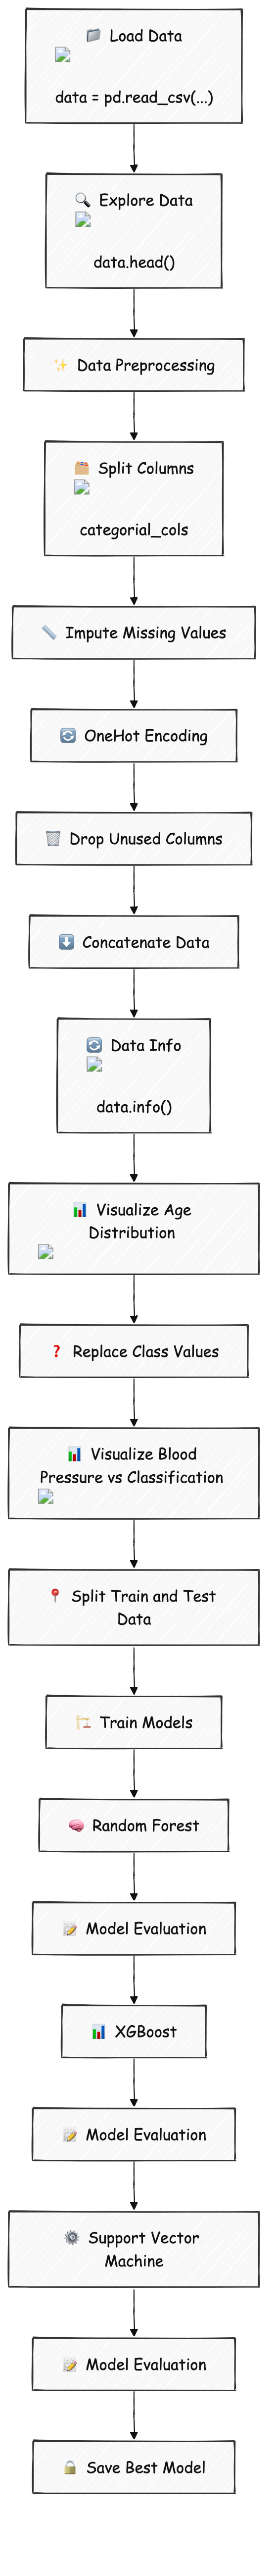 Load Data
data = pd.read_csv(...)
Explore Data
data.head()
Data Preprocessing
Split Columns
categorial_cols
Impute Missing Values
OneHot Encoding
Drop Unused Columns
Concatenate Data
Data Info
data.info()
Visualize Age
Distribution
Replace Class Values
Visualize Blood
Pressure vs Classification
Split Train and Test
Data
Train Models
Random Forest
Model Evaluation
XGBoost
Model Evaluation
Support Vector
Machine
Model Evaluation
Save Best Model